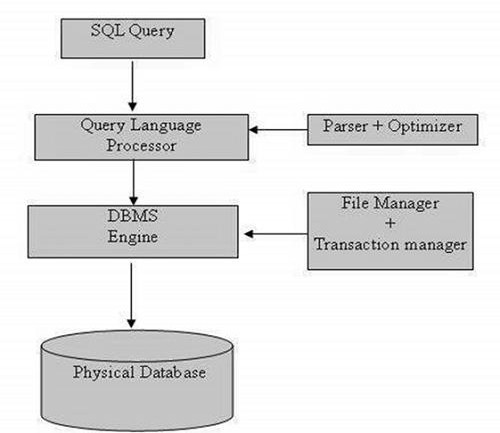 SQL Query
Query Language
Processor
Parser + Optimizer
DBMS
Engine
File Manager
+
Transaction manager
Physical Database